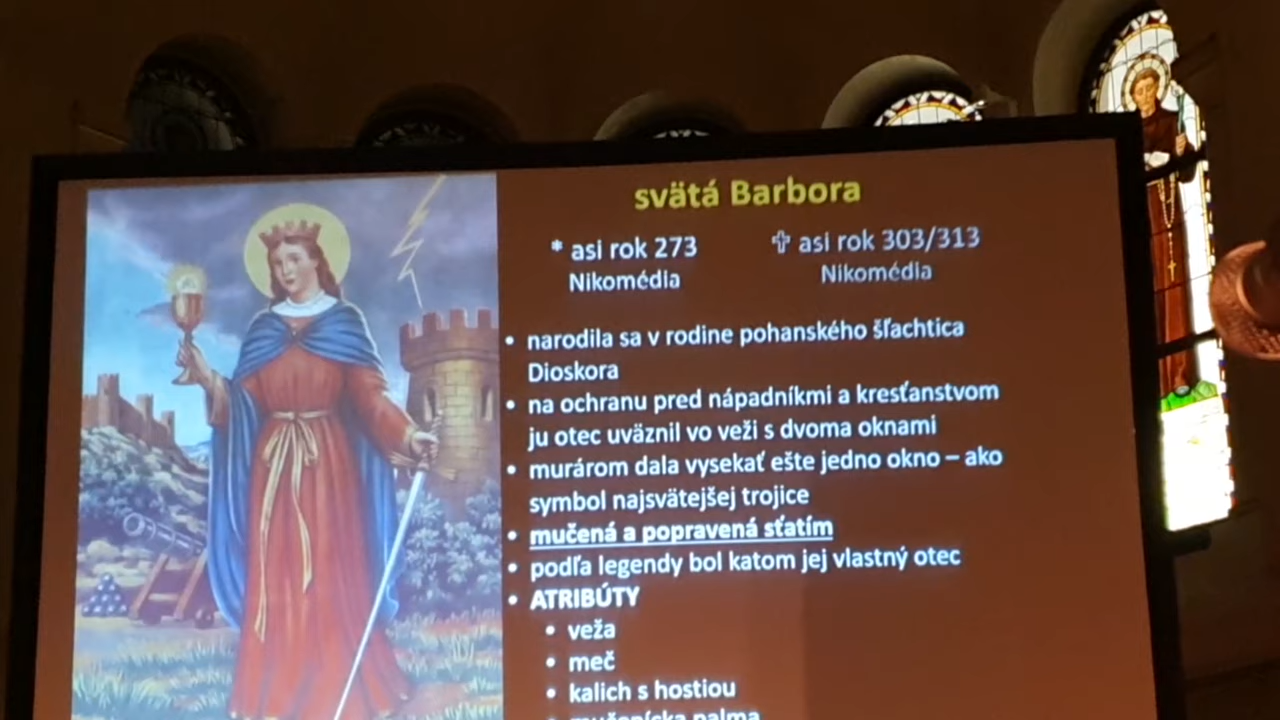 svätá Barbora
* asi rok 273 ✞ asi rok 303/313
Nikomédia Nikomédia
• narodila sa v rodine pohanského šľachtica
Dioskora
• na ochranu pred nápadníkmi a kresťanstvom
ju otec uväznil vo veži s dvoma oknami
• murárom dala vysekať ešte jedno okno – ako
symbol najsvätejšej trojice
• mučená a popravená sťatím
• podľa legendy bol katom jej vlastný otec
• ATRIBÚTY
• veža
• meč
• kalich s hostiou
• mučenícka palma